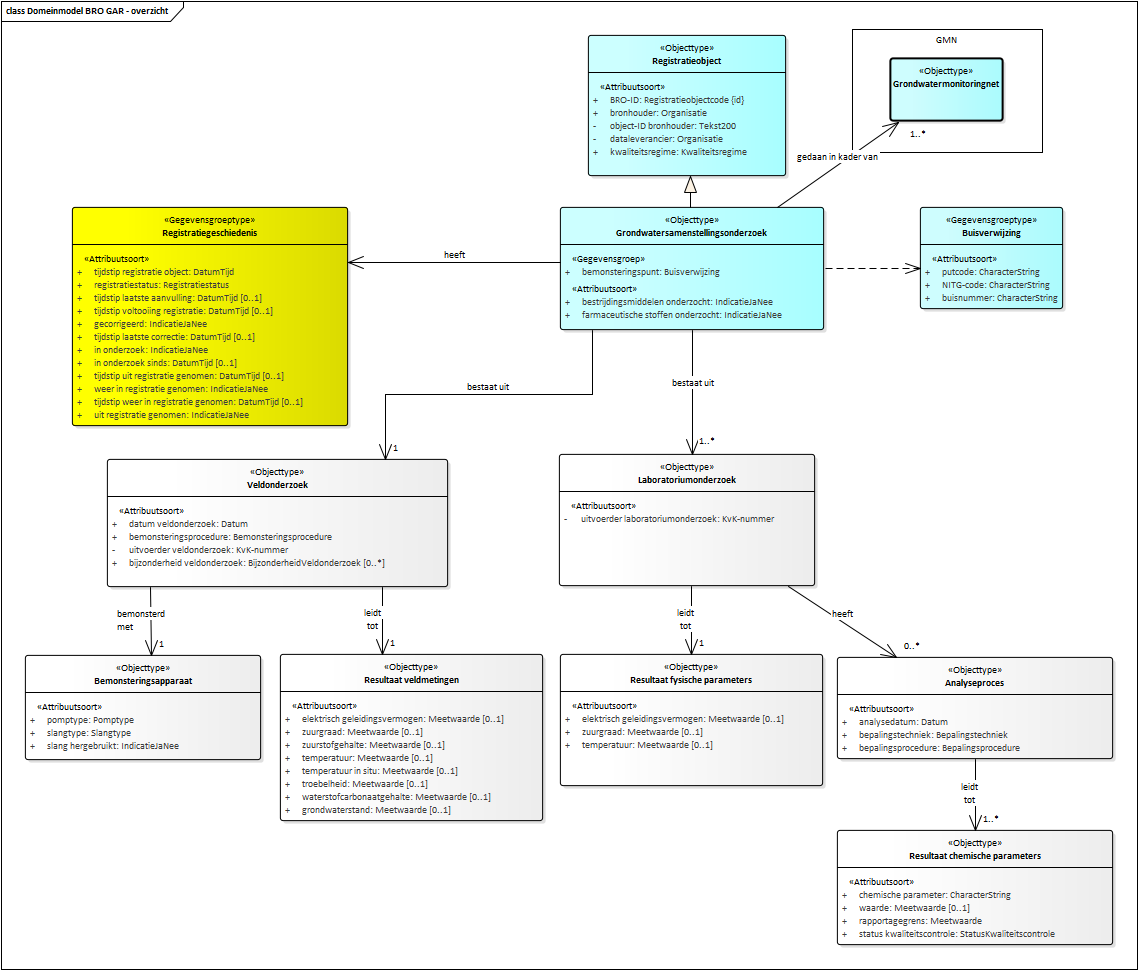 class Domeinmodel BRO GAR - overzicht
«Objecttype»
Registratieobject
«Attribuutsoort»
+ BRO-ID: Registratieobjectcode {id}
+ bronhouder: Organisatie
- object-ID bronhouder: Tekst200
- dataleverancier: Organisatie
+ kwaliteitsregime: Kwaliteitsregime
GMN
«Objecttype»
Grondwatermonitoringnet
1..*
gedaan in kader van
«Gegevensgroeptype»
Registratiegeschiedenis
«Attribuutsoort»
+ tijdstip registratie object: DatumTijd
+ registratiestatus: Registratiestatus
+ tijdstip laatste aanvulling: DatumTijd [0..1]
+ tijdstip voltooiing registratie: DatumTijd [0..1]
+ gecorrigeerd: IndicatieJaNee
+ tijdstip laatste correctie: DatumTijd [0..1]
+ in onderzoek: IndicatieJaNee
+ in onderzoek sinds: DatumTijd [0..1]
+ tijdstip uit registratie genomen: DatumTijd [0..1]
+ weer in registratie genomen: IndicatieJaNee
+ tijdstip weer in registratie genomen: DatumTijd [0..1]
+ uit registratie genomen: IndicatieJaNee
heeft
«Objecttype»
Grondwatersamenstellingsonderzoek
«Gegevensgroep»
+ bemonsteringspunt: Buisverwijzing
«Attribuutsoort»
+ bestrijdingsmiddelen onderzocht: IndicatieJaNee
+ farmaceutische stoffen onderzocht: IndicatieJaNee
«Gegevensgroeptype»
Buisverwijzing
«Attribuutsoort»
+ putcode: CharacterString
+ NITG-code: CharacterString
+ buisnummer: CharacterString
bestaat uit
1
bestaat uit
1..*
«Objecttype»
Veldonderzoek
«Attribuutsoort»
+ datum veldonderzoek: Datum
+ bemonsteringsprocedure: Bemonsteringsprocedure
- uitvoerder veldonderzoek: KvK-nummer
+ bijzonderheid veldonderzoek: BijzonderheidVeldonderzoek [0..*]
«Objecttype»
Laboratoriumonderzoek
«Attribuutsoort»
- uitvoerder laboratoriumonderzoek: KvK-nummer
bemonsterd
met
1
leidt
tot
1
leidt
tot
1
heeft
0..*
«Objecttype»
Bemonsteringsapparaat
«Attribuutsoort»
+ pomptype: Pomptype
+ slangtype: Slangtype
+ slang hergebruikt: IndicatieJaNee
«Objecttype»
Resultaat veldmetingen
«Attribuutsoort»
+ elektrisch geleidingsvermogen: Meetwaarde [0..1]
+ zuurgraad: Meetwaarde [0..1]
+ zuurstofgehalte: Meetwaarde [0..1]
+ temperatuur: Meetwaarde [0..1]
+ temperatuur in situ: Meetwaarde [0..1]
+ troebelheid: Meetwaarde [0..1]
+ waterstofcarbonaatgehalte: Meetwaarde [0..1]
+ grondwaterstand: Meetwaarde [0..1]
«Objecttype»
Resultaat fysische parameters
«Attribuutsoort»
+ elektrisch geleidingsvermogen: Meetwaarde [0..1]
+ zuurgraad: Meetwaarde [0..1]
+ temperatuur: Meetwaarde [0..1]
«Objecttype»
Analyseproces
«Attribuutsoort»
+ analysedatum: Datum
+ bepalingstechniek: Bepalingstechniek
+ bepalingsprocedure: Bepalingsprocedure
leidt
tot
1..*
«Objecttype»
Resultaat chemische parameters
«Attribuutsoort»
+ chemische parameter: CharacterString
+ waarde: Meetwaarde [0..1]
+ rapportagegrens: Meetwaarde
+ status kwaliteitscontrole: StatusKwaliteitscontrole